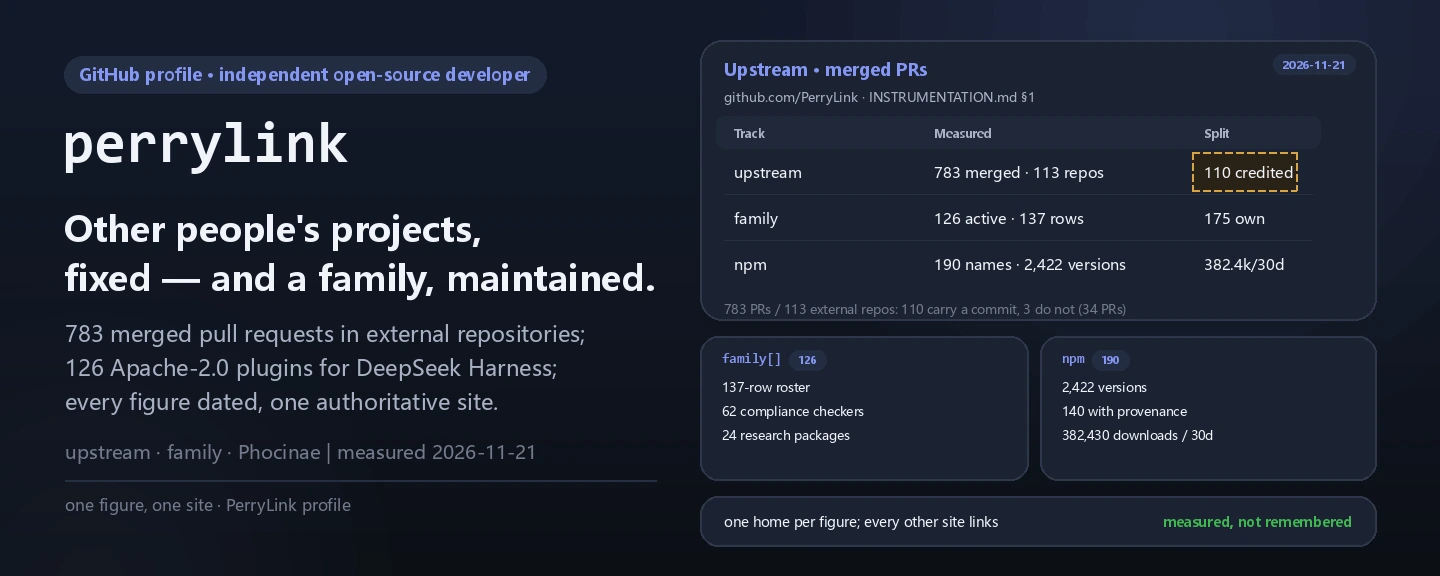 GitHub profile • independent open-source developer
perrylink
Other people's projects,
fixed — and a family, maintained.
783 merged pull requests in external repositories;
126 Apache-2.0 plugins for DeepSeek Harness;
every figure dated, one authoritative site.
upstream · family · Phocinae | measured 2026-11-21
one figure, one site · PerryLink profile
Upstream • merged PRs
2026-11-21
github.com/PerryLink · INSTRUMENTATION.md §1
Track Measured Split
upstream 783 merged · 113 repos 110 credited
family 126 active · 137 rows 175 own
npm 190 names · 2,422 versions 382.4k/30d
783 PRs / 113 external repos: 110 carry a commit, 3 do not (34 PRs)
family[] 126
137-row roster
62 compliance checkers
24 research packages
npm 190
2,422 versions
140 with provenance
382,430 downloads / 30d
one home per figure; every other site links
measured, not remembered